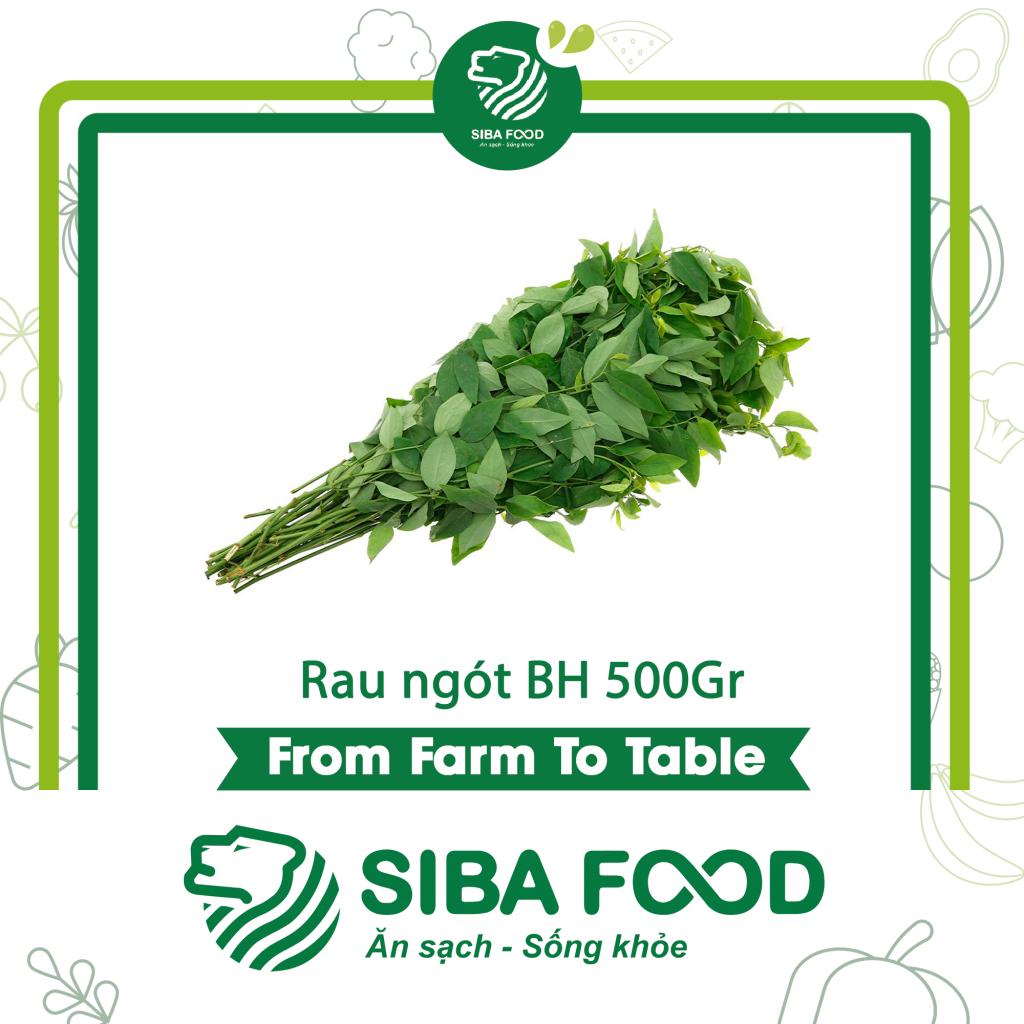 SIBA FOOD
Ăn sạch - Sống khỏe
Rau ngót BH 500Gr
From Farm To Table
SIBA FOOD
Ăn sạch - Sống khỏe